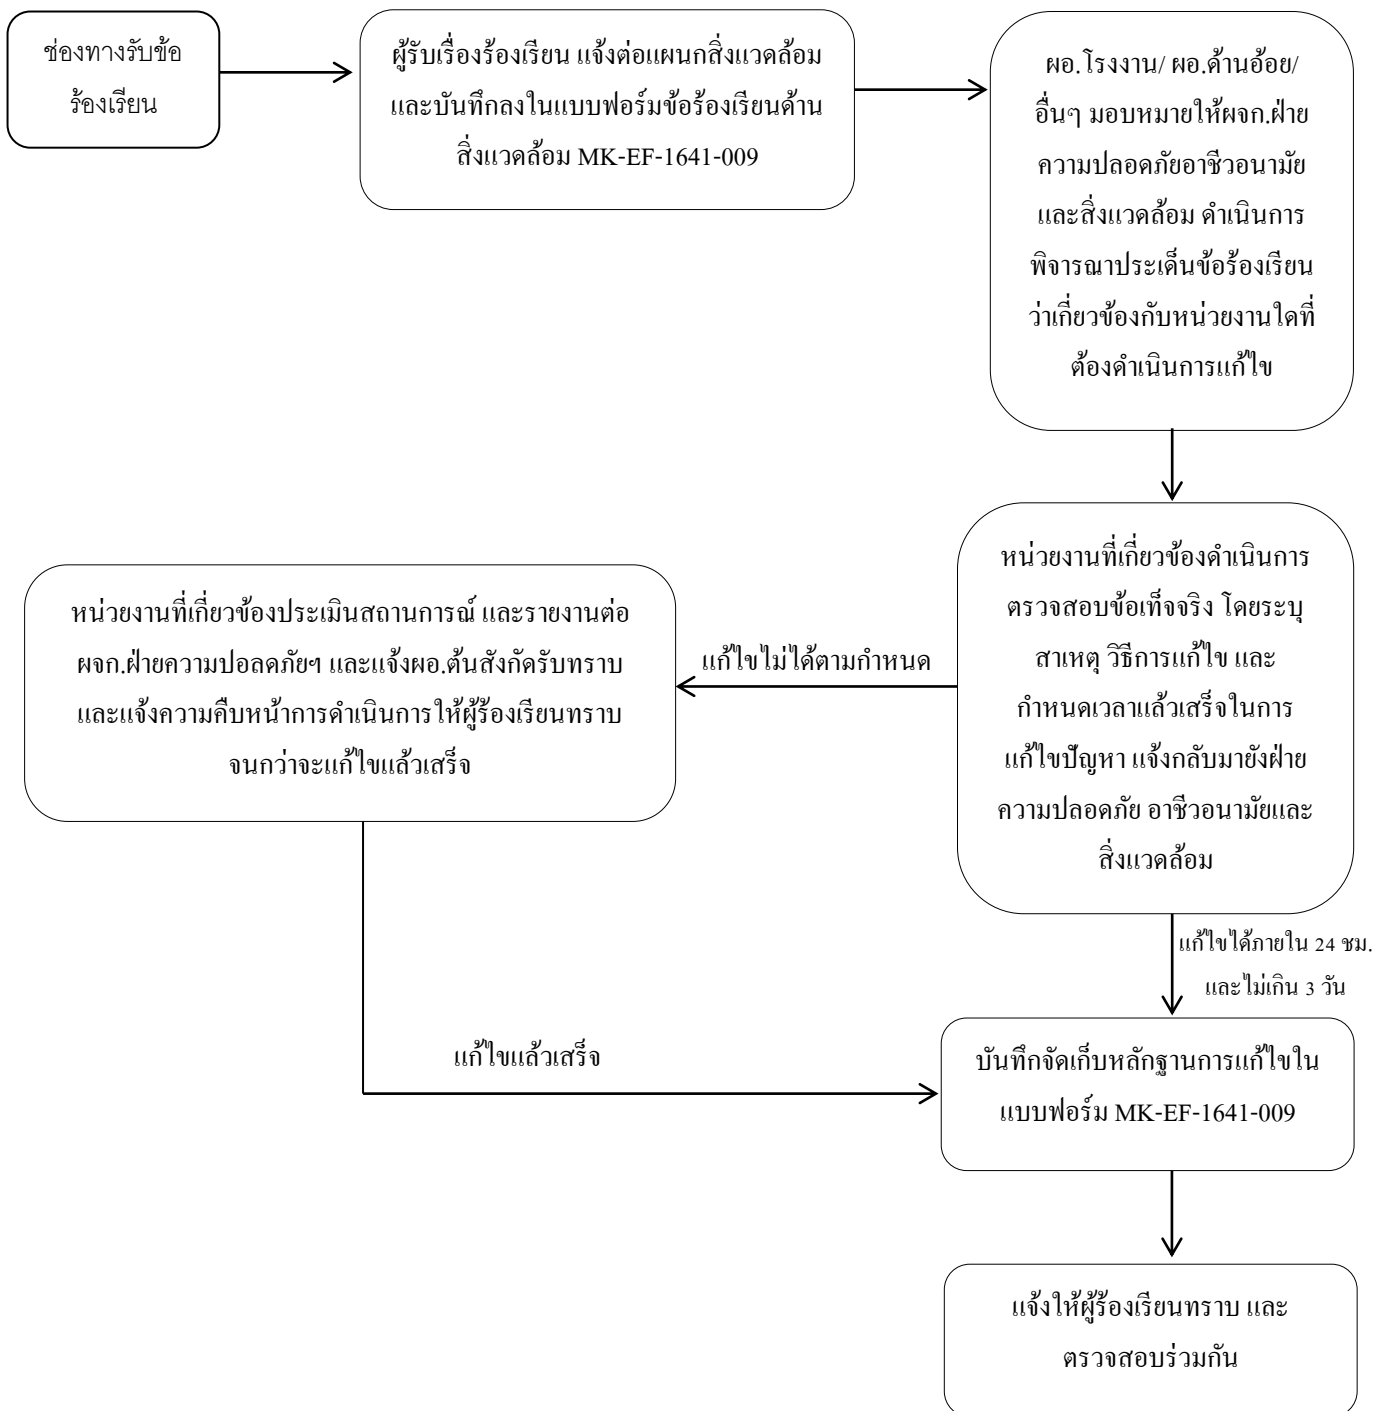 ช่องทางรับข้อ
ร้องเรียน
ผู้รับเรื่องร้องเรียน แจ้งต่อแผนกสิ่งแวดล้อม
และบันทึกลงในแบบฟอร์มข้อร้องเรียนด้าน
สิ่งแวดล้อม MK-EF-1641-009
ผอ.โรงงาน/ ผอ.ด้านอ้อย/
อื่นๆ มอบหมายให้ผจก.ฝ่าย
ความปลอดภัยอาชีวอนามัย
และสิ่งแวดล้อม ดำเนินการ
พิจารณาประเด็นข้อร้องเรียน
ว่าเกี่ยวข้องกับหน่วยงานใดที่
ต้องดำเนินการแก้ไข
หน่วยงานที่เกี่ยวข้องดำเนินการ
ตรวจสอบข้อเท็จจริง โดยระบุ
สาเหตุ วิธีการแก้ไข และ
กำหนดเวลาแล้วเสร็จในการ
แก้ไขปัญหา แจ้งกลับมายังฝ่าย
ความปลอดภัย อาชีวอนามัยและ
สิ่งแวดล้อม
แก้ไขไม่ได้ตามกำหนด
หน่วยงานที่เกี่ยวข้องประเมินสถานการณ์ และรายงานต่อ
ผจก.ฝ่ายความปอลดภัยฯ และแจ้งผอ.ต้นสังกัดรับทราบ
และแจ้งความคืบหน้าการดำเนินการให้ผู้ร้องเรียนทราบ
จนกว่าจะแก้ไขแล้วเสร็จ
แก้ไขได้ภายใน 24 ชม.
และไม่เกิน 3 วัน
แก้ไขแล้วเสร็จ
บันทึกจัดเก็บหลักฐานการแก้ไขใน
แบบฟอร์ม MK-EF-1641-009
แจ้งให้ผู้ร้องเรียนทราบ และ
ตรวจสอบร่วมกัน